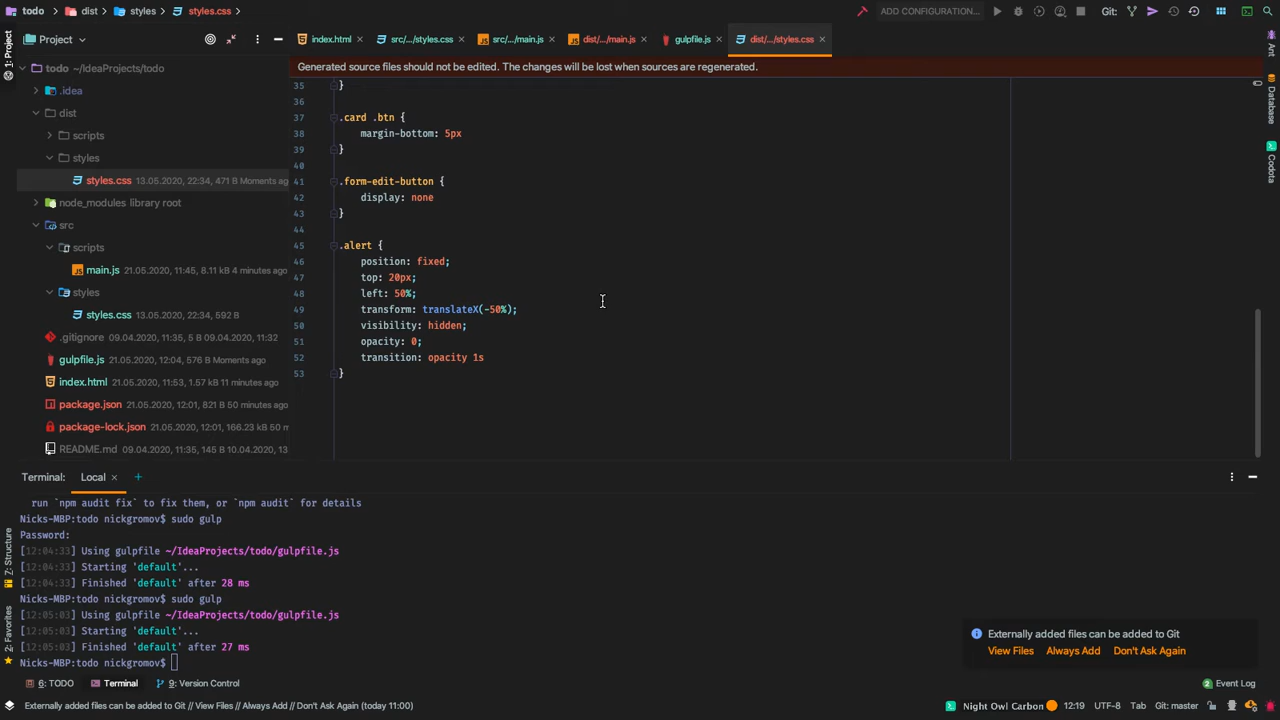 todo dist styles styles.css ADD CONFIGURATION... Git:
Project index.html src/.../styles.css src/.../main.js dist/.../main.js gulpfile.js dist/.../styles.css
Generated source files should not be edited. The changes will be lost when sources are regenerated.
todo ~/IdeaProjects/todo
.idea
dist
scripts
styles
styles.css 13.05.2020, 22:34, 471 B Moments ag
node_modules library root
src
scripts
main.js 21.05.2020, 11:45, 8.11 kB 4 minutes ago
styles
styles.css 21.05.2020, 22:34, 592 B
.gitignore 09.04.2020, 11:35, 5 B 09.04.2020, 11:32
gulpfile.js 21.05.2020, 12:04, 576 B Moments ago
index.html 21.05.2020, 11:53, 1.57 kB 11 minutes ago
package.json 21.05.2020, 12:01, 821 B 50 minutes ago
package-lock.json 21.05.2020, 12:01, 166.23 kB 50 m
README.md 09.04.2020, 11:35, 145 B 10.04.2020, 13
35 }
36
37 .card .btn {
38 margin-bottom: 5px
39 }
40
41 .form-edit-button {
42 display: none
43 }
44
45 .alert {
46 position: fixed;
47 top: 20px;
48 left: 50%;
49 transform: translateX(-50%);
50 visibility: hidden;
51 opacity: 0;
52 transition: opacity 1s
53 }
1: Project
Z: Structure
2: Favorites
Ant
Database
Codota
Terminal: Local +
run `npm audit fix` to fix them, or `npm audit` for details
Nicks-MBP:todo nickgromov$ sudo gulp
Password:
[12:04:33] Using gulpfile ~/IdeaProjects/todo/gulpfile.js
[12:04:33] Starting 'default'...
[12:04:33] Finished 'default' after 28 ms
Nicks-MBP:todo nickgromov$ sudo gulp
[12:05:03] Using gulpfile ~/IdeaProjects/todo/gulpfile.js
[12:05:03] Starting 'default'...
[12:05:03] Finished 'default' after 27 ms
Nicks-MBP:todo nickgromov$
Externally added files can be added to Git
View Files Always Add Don't Ask Again
6: TODO Terminal 9: Version Control 2 Event Log
Externally added files can be added to Git // View Files // Always Add // Don't Ask Again (today 11:00) Night Owl Carbon 12:19 UTF-8 Tab Git: master